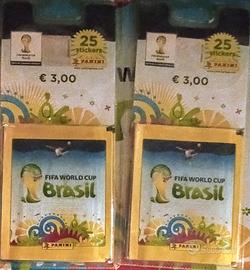 25
stickers
PANINI
€ 3,00
FIFA WORLD CUP
Brasil
PANINI
25
stickers
PANINI
€ 3,00
FIFA WORLD CUP
Brasil
PANINI